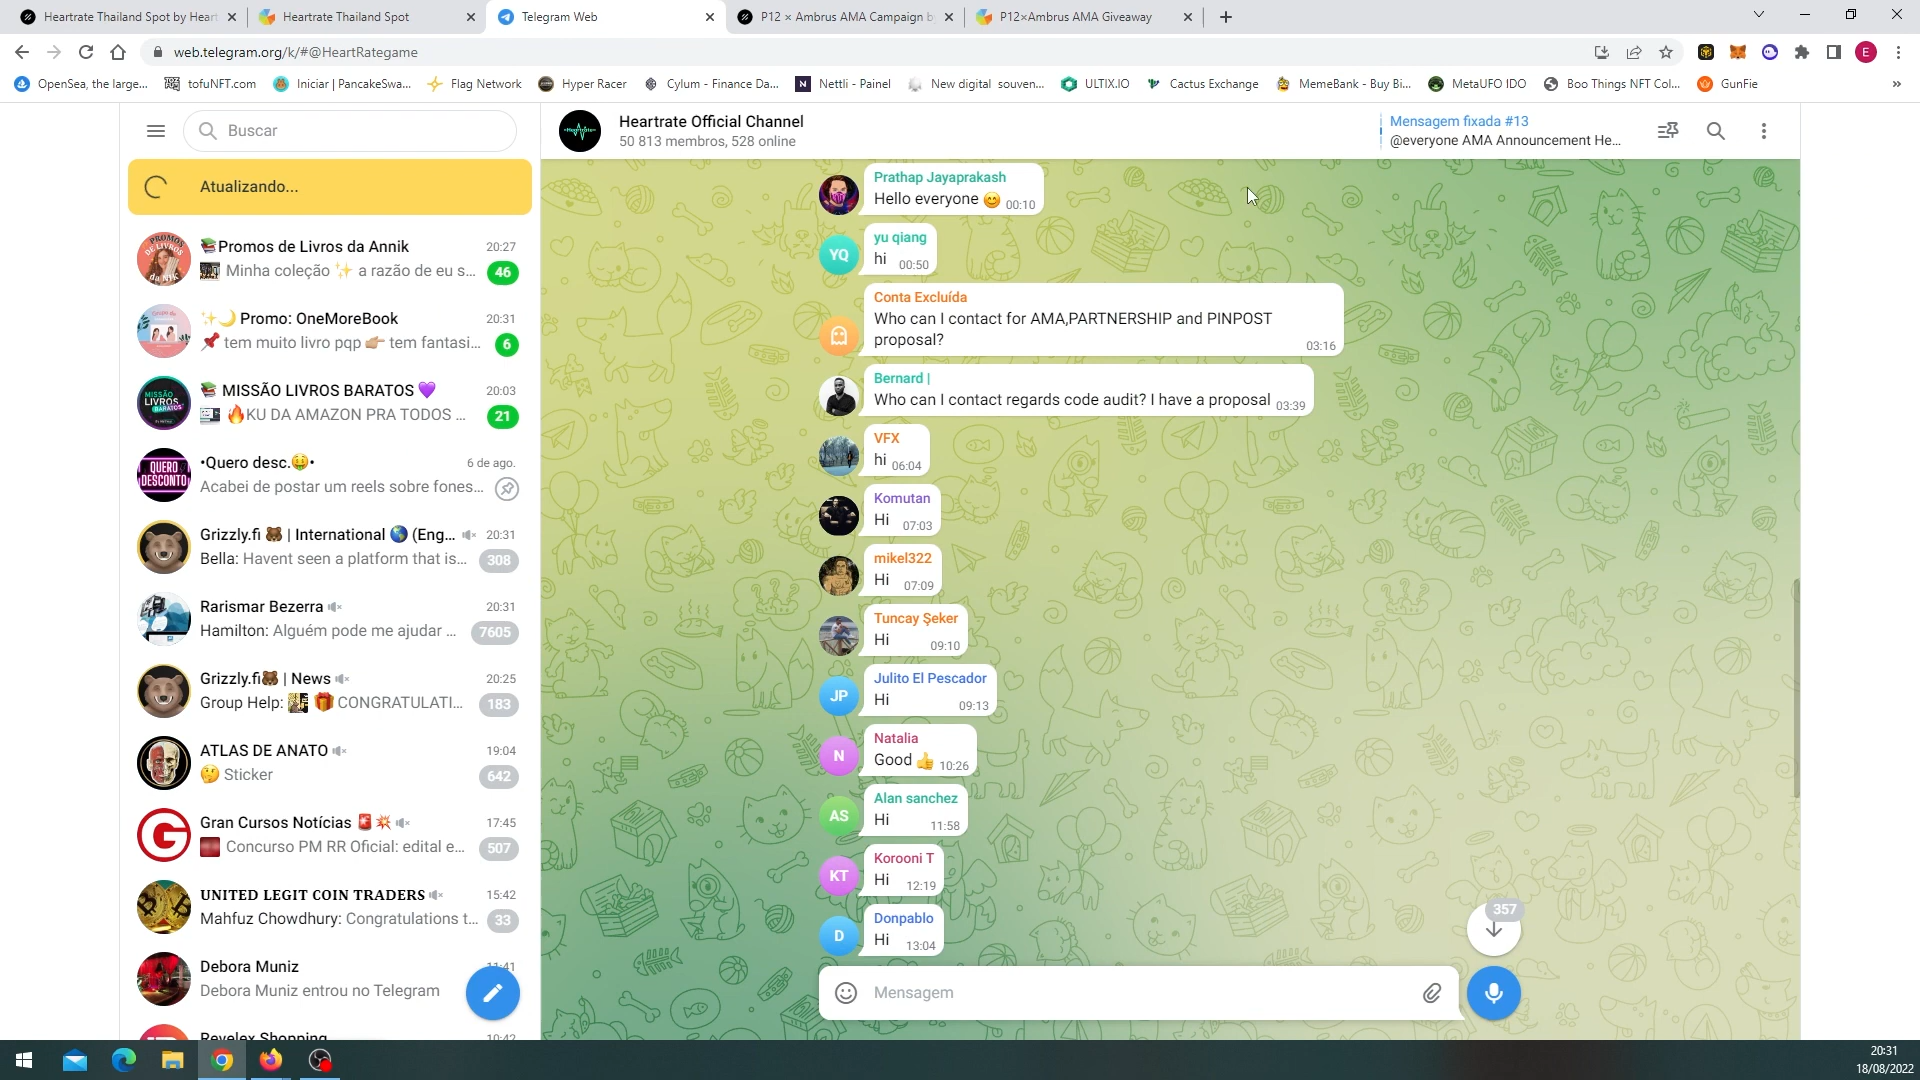 Heartrate Thailand Spot by Heart
Heartrate Thailand Spot
Telegram Web
P12 × Ambrus AMA Campaign b
P12×Ambrus AMA Giveaway
web.telegram.org/k/#@HeartRategame
E
OpenSea, the large...
tofuNFT.com
Iniciar | PancakeSwa...
Flag Network
Hyper Racer
Cylum - Finance Da...
Nettli - Painel
New digital souven...
ULTIX.IO
Cactus Exchange
MemeBank - Buy Bi...
MetaUFO IDO
Boo Things NFT Col...
GunFie
Buscar
Atualizando...
📚Promos de Livros da Annik 20:27
Minha coleção ✨ a razão de eu s... 46
✨🌙 Promo: OneMoreBook 20:31
📌 tem muito livro pqp 👉🏼 tem fantasi... 6
📚 MISSÃO LIVROS BARATOS 💜 20:03
🔥KU DA AMAZON PRA TODOS ... 21
•Quero desc.🤑• 6 de ago.
Acabei de postar um reels sobre fones...
Grizzly.fi 🐻 | International 🌎 (Eng... 20:31
Bella: Havent seen a platform that is... 308
Rarismar Bezerra 20:31
Hamilton: Alguém pode me ajudar ... 7605
Grizzly.fi🐻 | News 20:25
Group Help: 🎁 CONGRATULATI... 183
ATLAS DE ANATO 19:04
🤔 Sticker 642
Gran Cursos Notícias 🚨💥 17:45
Concurso PM RR Oficial: edital e... 507
𝐔𝐍𝐈𝐓𝐄𝐃 𝐋𝐄𝐆𝐈𝐓 𝐂𝐎𝐈𝐍 𝐓𝐑𝐀𝐃𝐄𝐑𝐒 15:42
Mahfuz Chowdhury: Congratulations t... 33
Debora Muniz
Debora Muniz entrou no Telegram
Revelex Shopping 10:42
Heartrate Official Channel
50 813 membros, 528 online
Mensagem fixada #13
@everyone AMA Announcement He...
Prathap Jayaprakash
Hello everyone 😊 00:10
YQ
yu qiang
hi 00:50
Conta Excluída
Who can I contact for AMA,PARTNERSHIP and PINPOST
proposal? 03:16
Bernard |
Who can I contact regards code audit? I have a proposal 03:39
VFX
hi 06:04
Komutan
Hi 07:03
mikel322
Hi 07:09
Tuncay Şeker
Hi 09:10
JP
Julito El Pescador
Hi 09:13
N
Natalia
Good 👍 10:26
AS
Alan sanchez
Hi 11:58
KT
Korooni T
Hi 12:19
D
Donpablo
Hi 13:04
357
Mensagem
20:31
18/08/2022